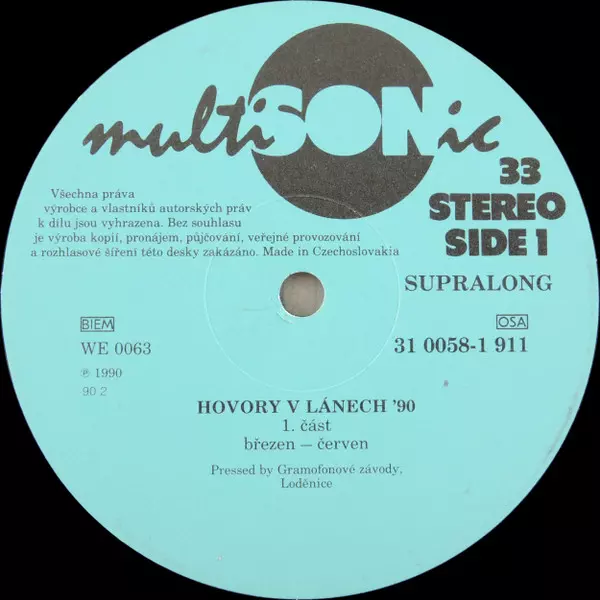 multiSONic
33
STEREO
SIDE 1
Všechna práva
výrobce a vlastníků autorských práv
k dílu jsou vyhrazena. Bez souhlasu
je výroba kopií, pronájem, půjčování, veřejné provozování
a rozhlasové šíření této desky zakázáno. Made in Czechoslovakia
SUPRALONG
BIEM
OSA
WE 0063
31 0058-1 911
℗ 1990
90 2
HOVORY V LÁNECH ’90
1. část
březen — červen
Pressed by Gramofonové závody,
Loděnice